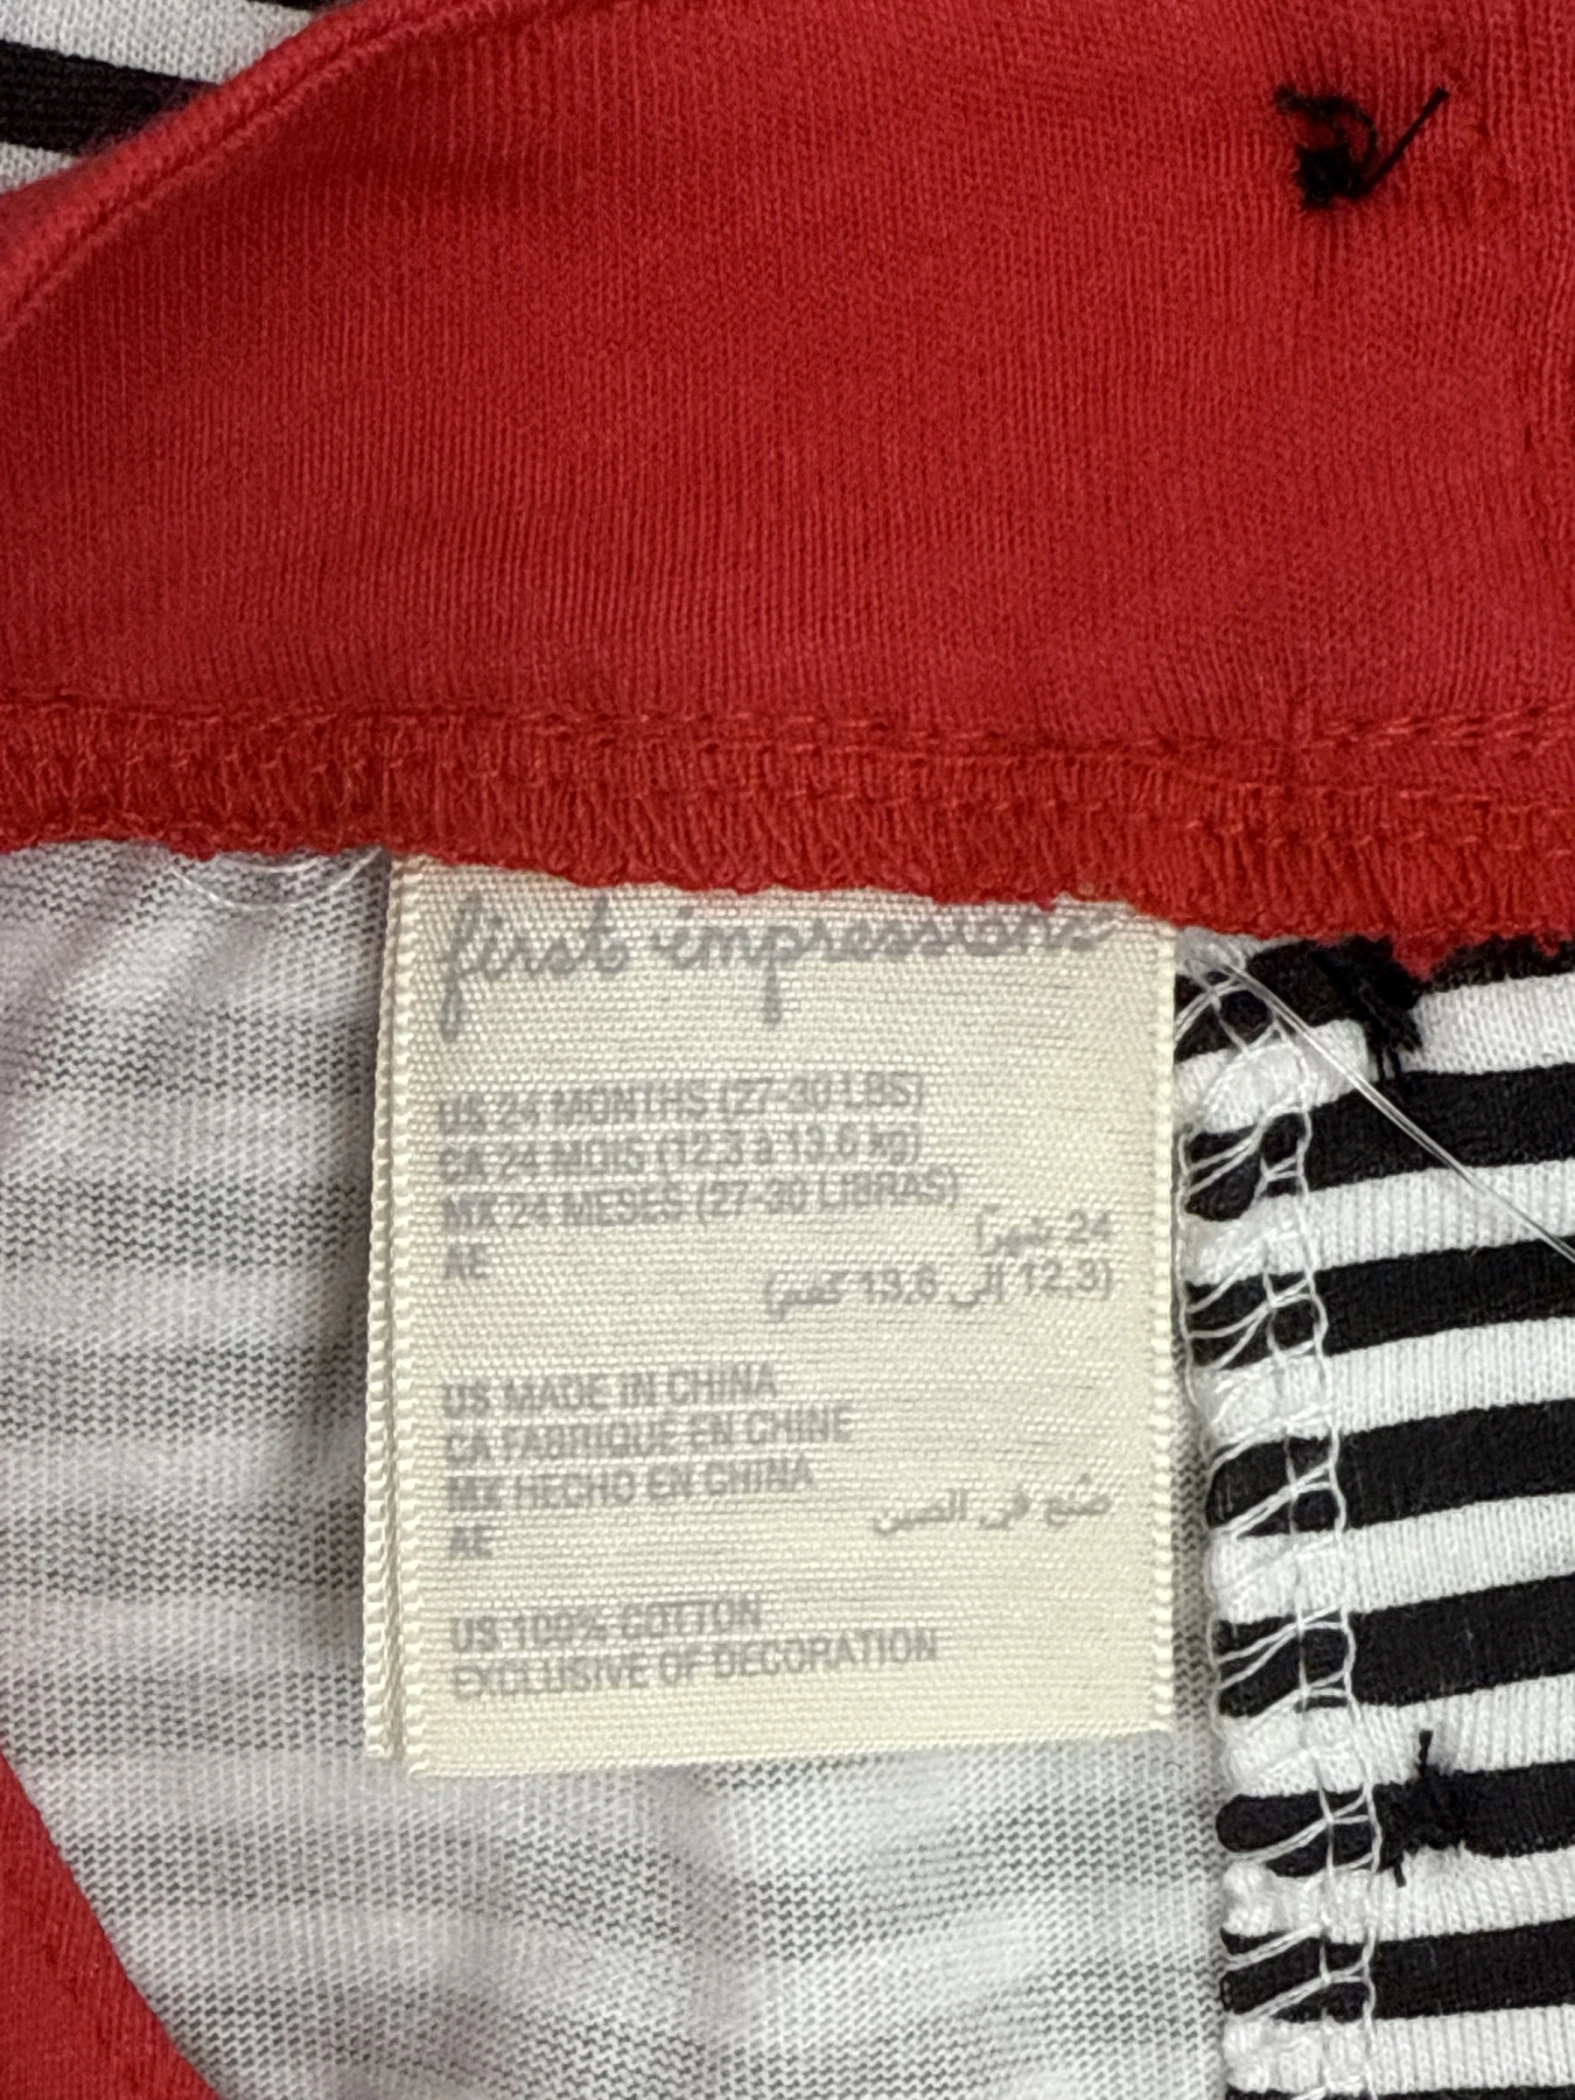 first impressions
US 24 MONTHS (27-30 LBS)
CA 24 MOIS (12.3 à 13.6 kg)
MX 24 MESES (27-30 LIBRAS)
AE 24 شهراً
(12,3 إلى 13,6 كغم)
US MADE IN CHINA
CA FABRIQUÉ EN CHINE
MX HECHO EN CHINA
AE صُنع في الصين
US 100% COTTON
EXCLUSIVE OF DECORATION